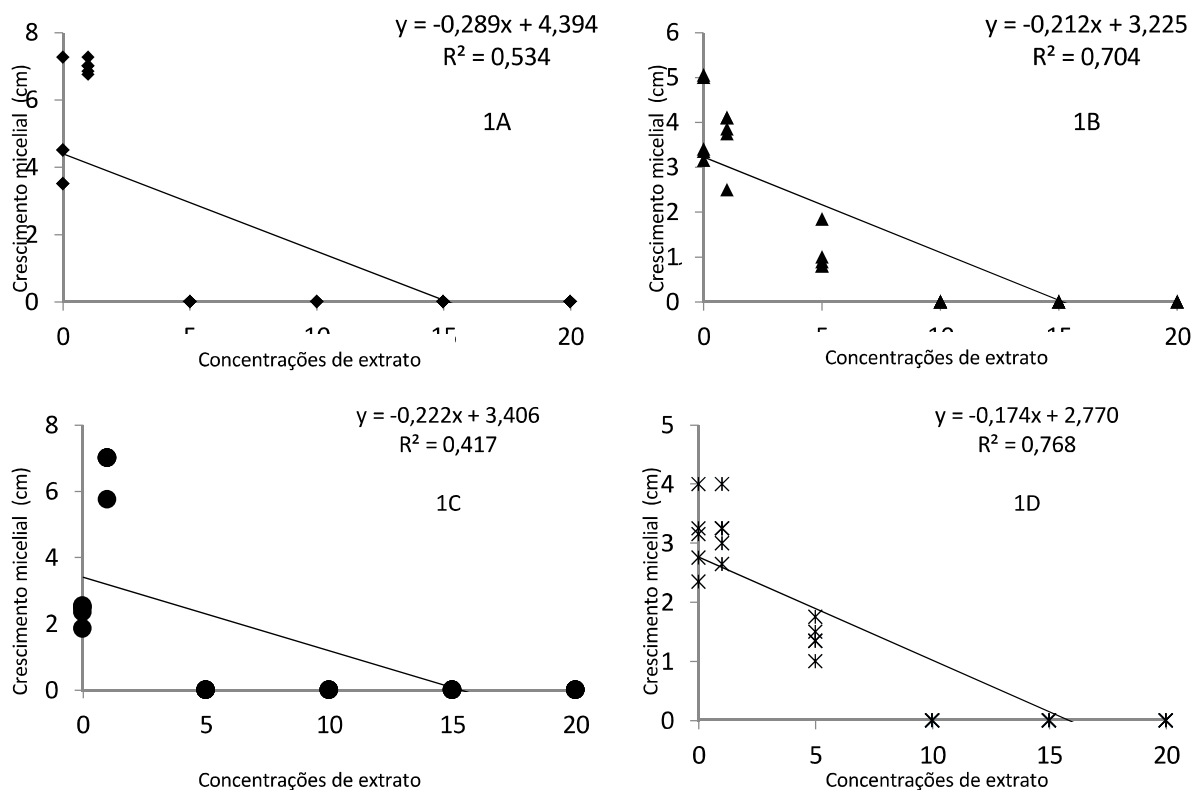 y = -0,289x + 4,394
R² = 0,534
1A
Crescimento micelial (cm)
8
6
4
2
0
0 5 10 15 20
Concentrações de extrato
y = -0,212x + 3,225
R² = 0,704
1B
Crescimento micelial (cm)
6
5
4
3
2
1
0
0 5 10 15 20
Concentrações de extrato
y = -0,222x + 3,406
R² = 0,417
1C
Crescimento micelial (cm)
8
6
4
2
0
0 5 10 15 20
Concentrações de extrato
y = -0,174x + 2,770
R² = 0,768
1D
Crescimento micelial (cm)
5
4
3
2
1
0
0 5 10 15 20
Concentrações de extrato